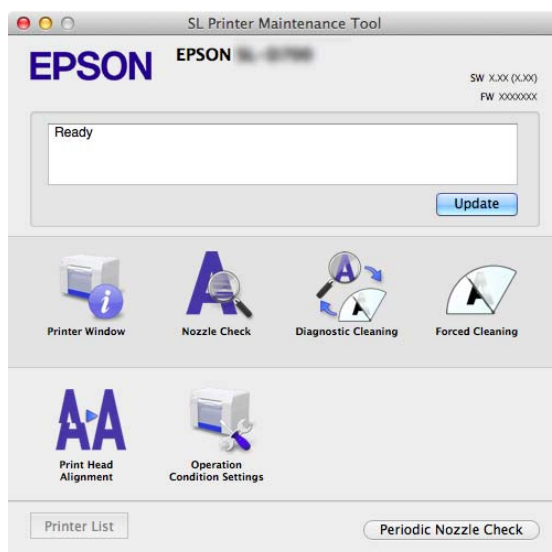 SL Printer Maintenance Tool
EPSON
EPSON
SW X.XX (X.XX)
FW XXXXXXX
Ready
Update
Printer Window
Nozzle Check
Diagnostic Cleaning
Forced Cleaning
Print Head
Alignment
Operation
Condition Settings
Printer List
Periodic Nozzle Check